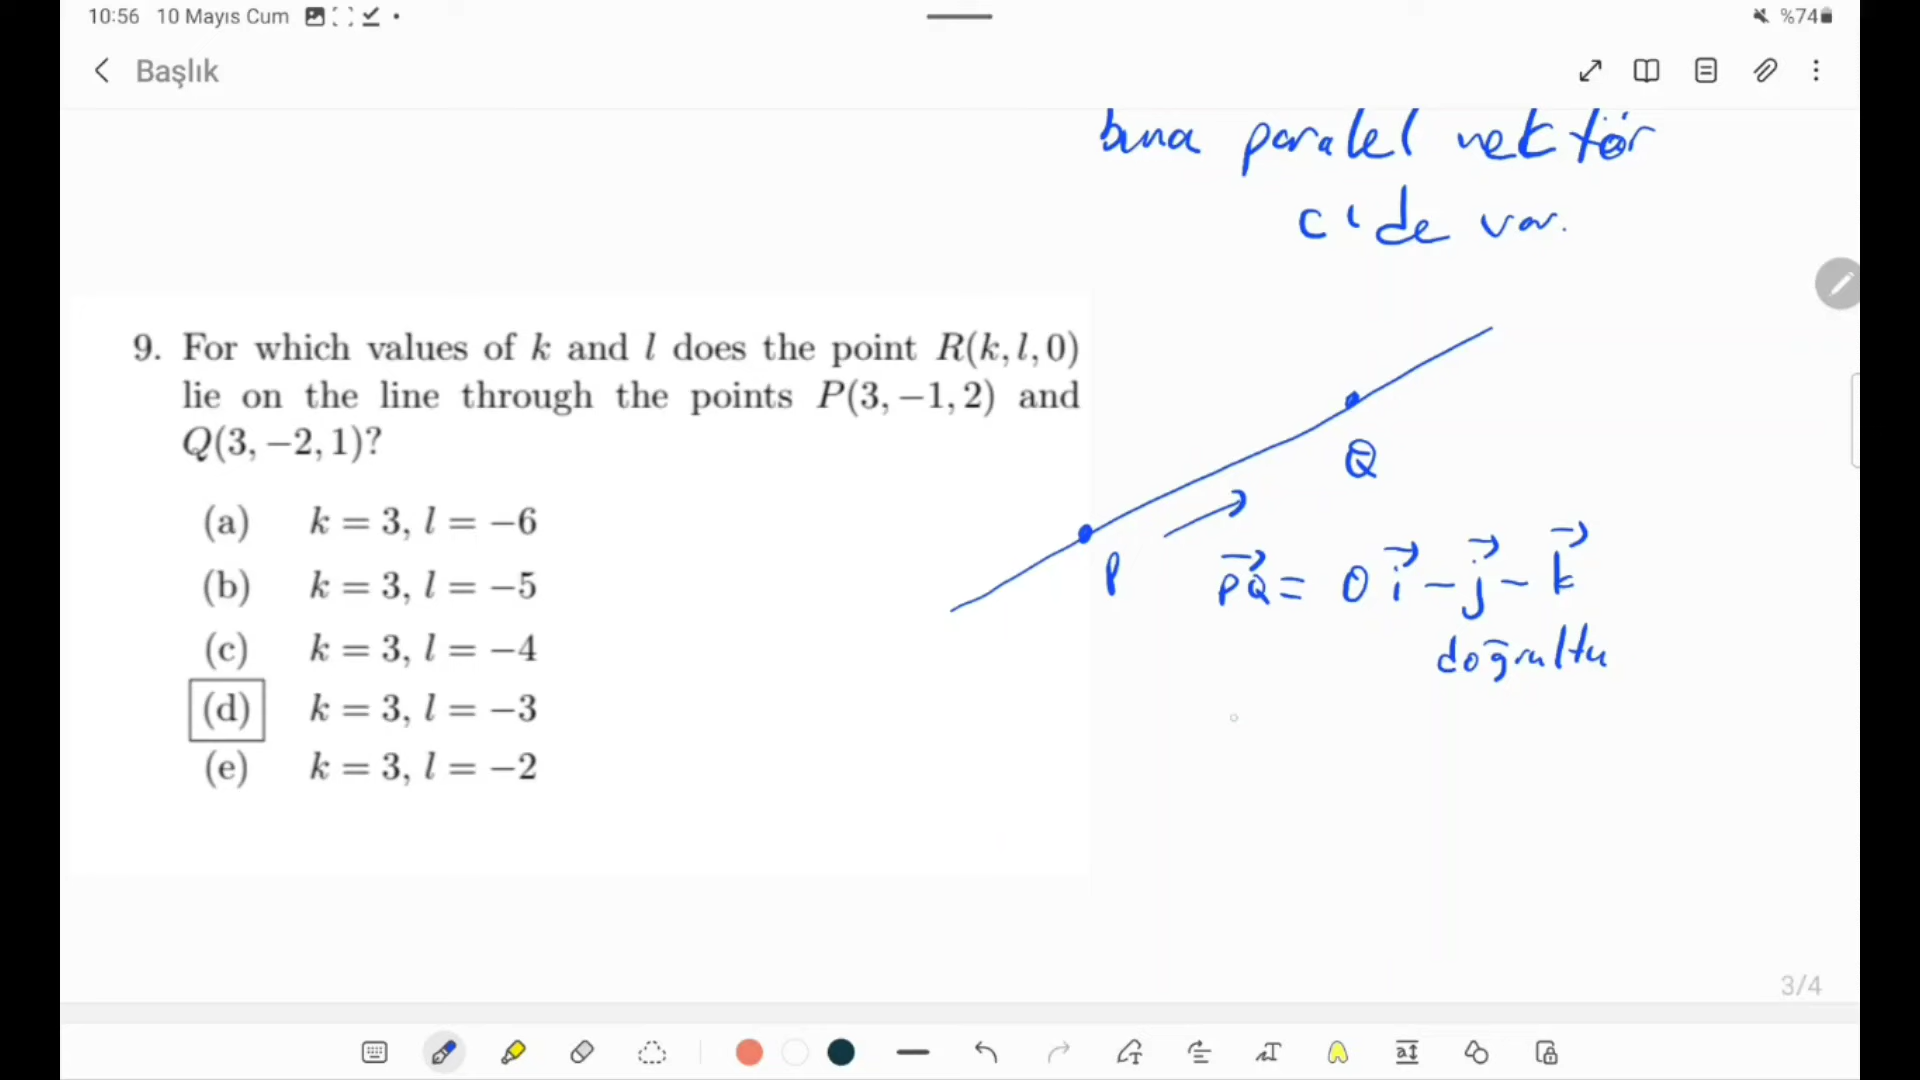 10:56 10 Mayıs Cum
%74
Başlık
buna paralel vektör
c'de var.
9. For which values of k and l does the point R(k, l, 0)
lie on the line through the points P(3, −1, 2) and
Q(3, −2, 1)?
(a) k = 3, l = −6
(b) k = 3, l = −5
(c) k = 3, l = −4
(d) k = 3, l = −3
(e) k = 3, l = −2
Q
P
PQ⃗ = 0 i⃗ − j⃗ − k⃗
doğrultu
3/4